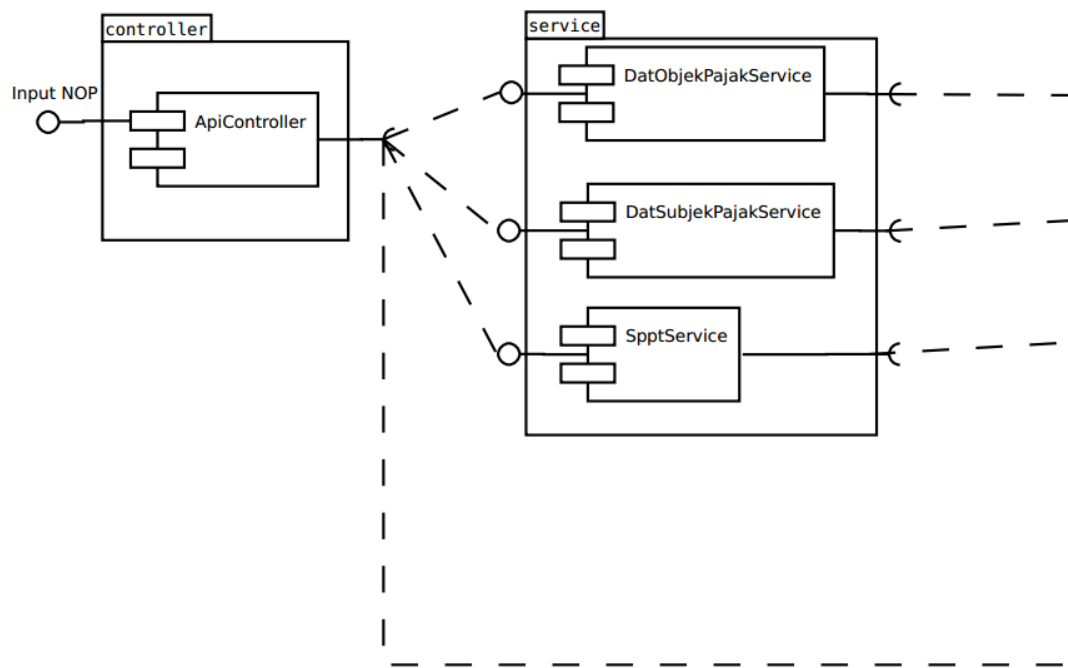 controller
Input NOP
ApiController
service
DatObjekPajakService
DatSubjekPajakService
SpptService